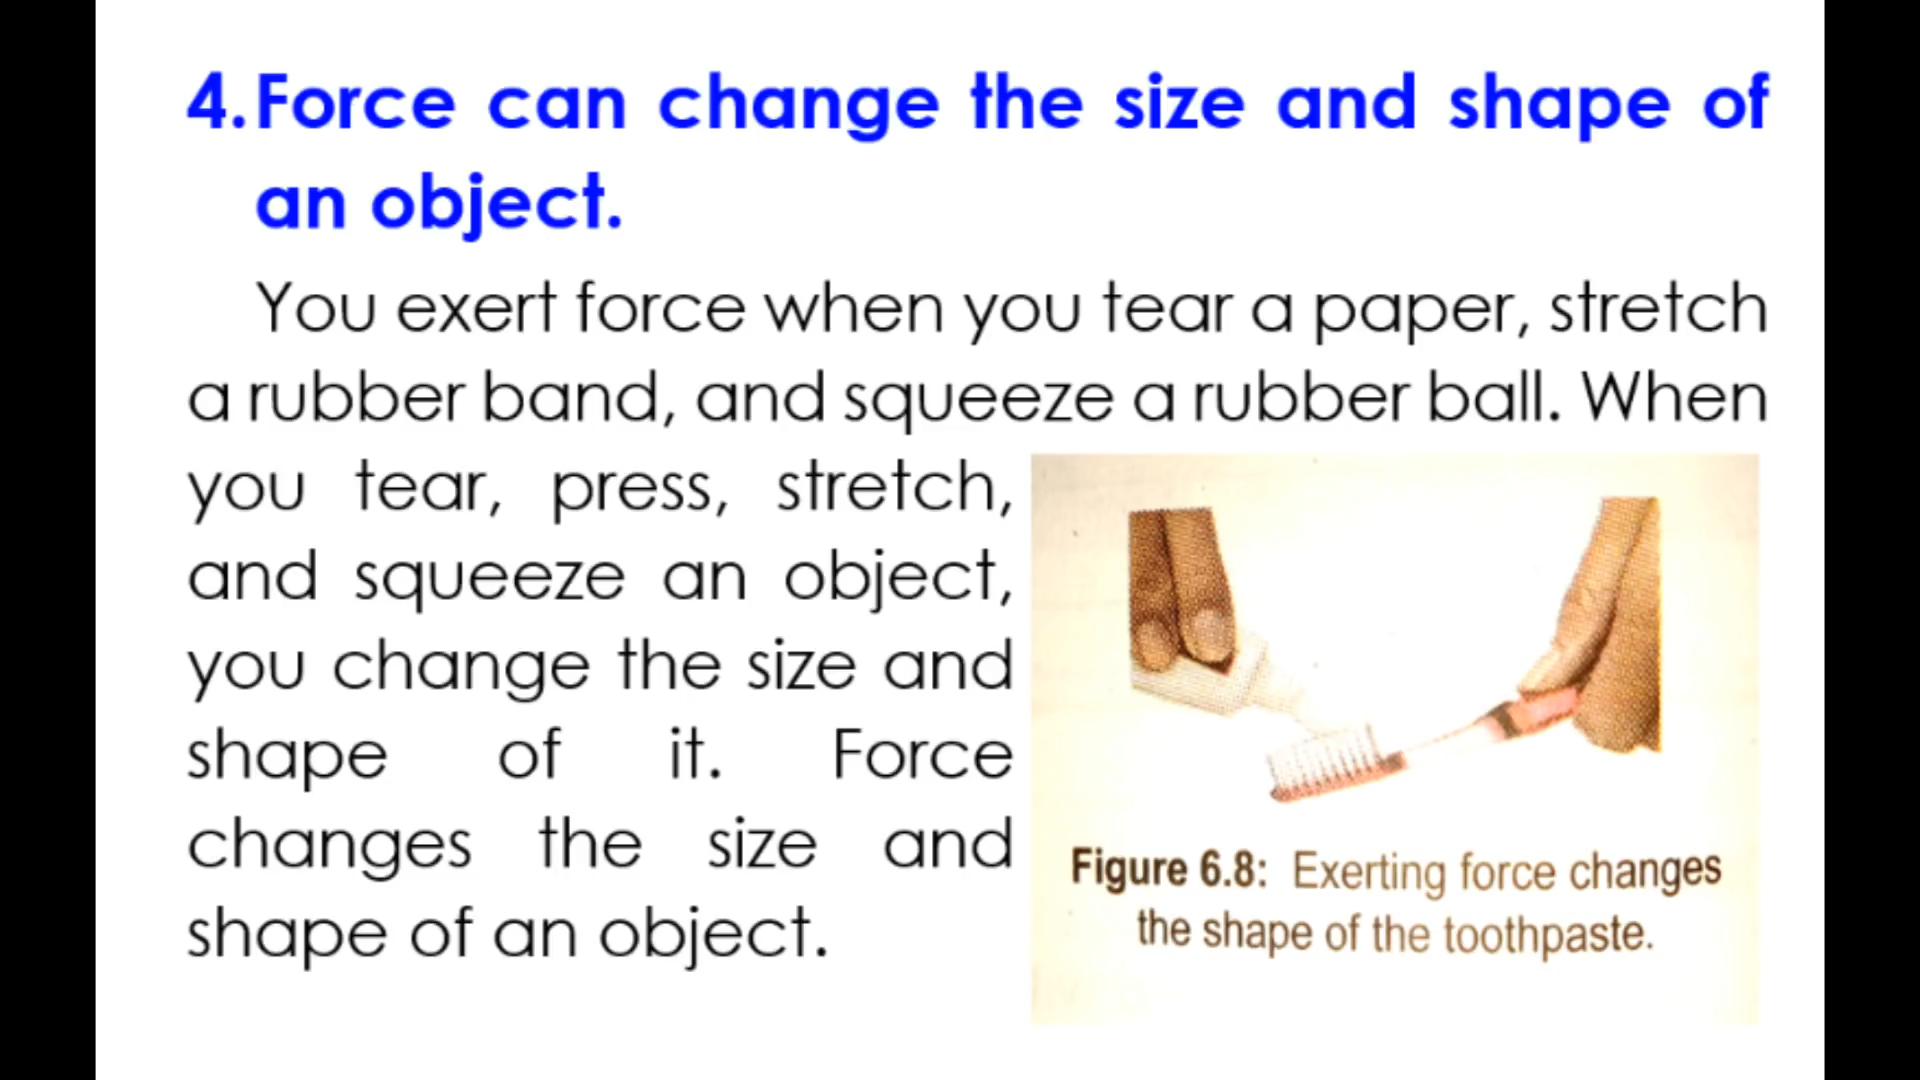 4. Force can change the size and shape of
an object.
You exert force when you tear a paper, stretch
a rubber band, and squeeze a rubber ball. When
you tear, press, stretch,
and squeeze an object,
you change the size and
shape of it. Force
changes the size and
shape of an object.
Figure 6.8: Exerting force changes
the shape of the toothpaste.